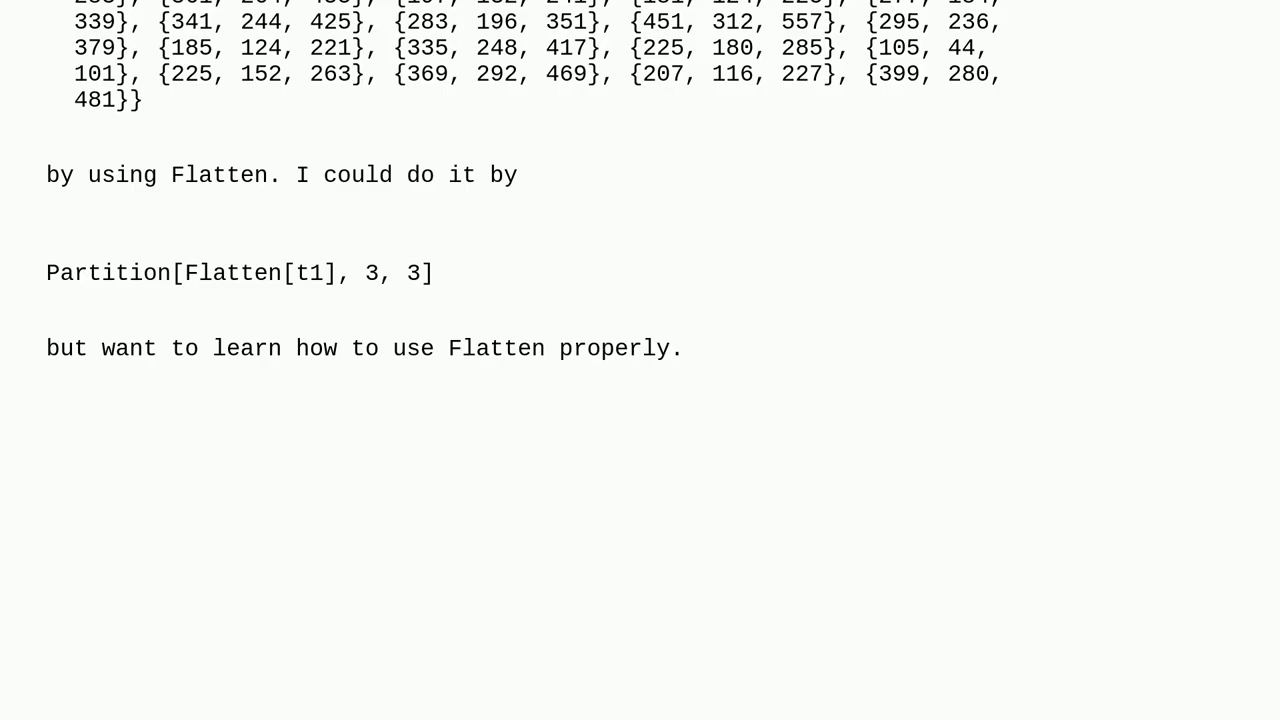 339}, {341, 244, 425}, {283, 196, 351}, {451, 312, 557}, {295, 236,
379}, {185, 124, 221}, {335, 248, 417}, {225, 180, 285}, {105, 44,
101}, {225, 152, 263}, {369, 292, 469}, {207, 116, 227}, {399, 280,
481}}
by using Flatten. I could do it by
Partition[Flatten[t1], 3, 3]
but want to learn how to use Flatten properly.